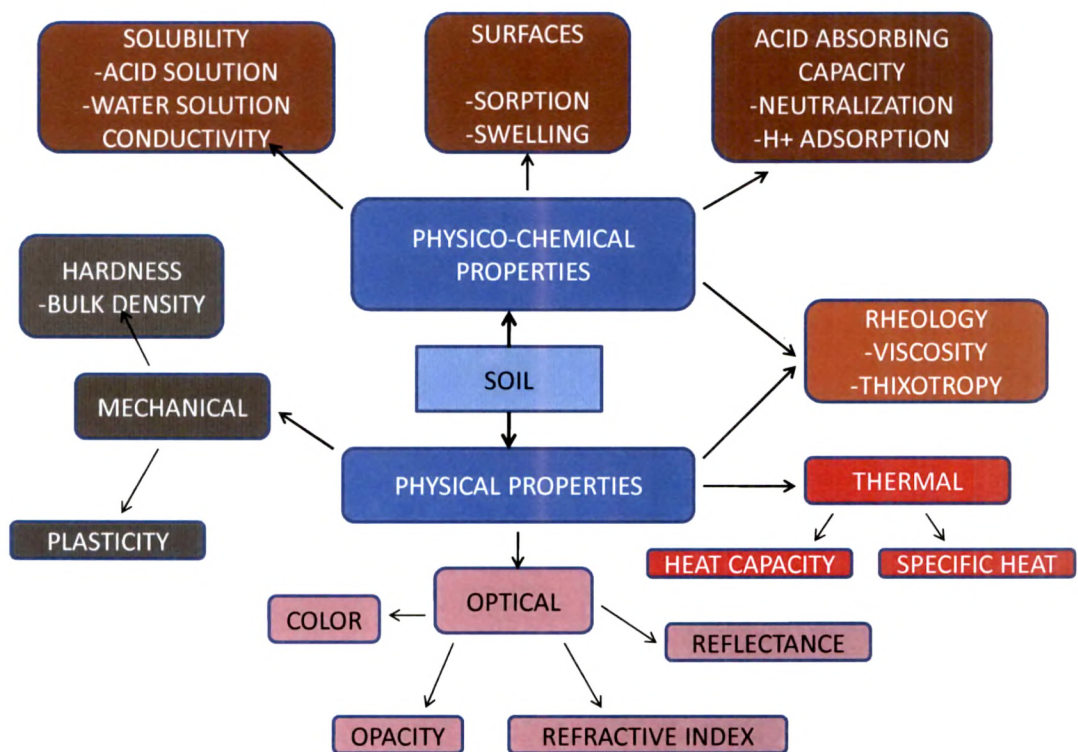 SOLUBILITY
-ACID SOLUTION
-WATER SOLUTION
CONDUCTIVITY
SURFACES
-SORPTION
-SWELLING
ACID ABSORBING
CAPACITY
-NEUTRALIZATION
-H+ ADSORPTION
PHYSICO-CHEMICAL
PROPERTIES
HARDNESS
-BULK DENSITY
RHEOLOGY
-VISCOSITY
-THIXOTROPY
SOIL
MECHANICAL
PHYSICAL PROPERTIES
THERMAL
PLASTICITY
HEAT CAPACITY
SPECIFIC HEAT
OPTICAL
COLOR
REFLECTANCE
OPACITY
REFRACTIVE INDEX